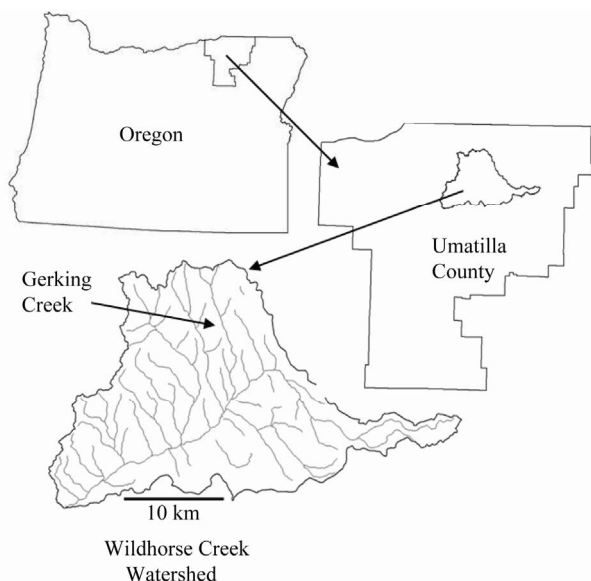 Oregon
Umatilla
County
Gerking
Creek
10 km
Wildhorse Creek
Watershed